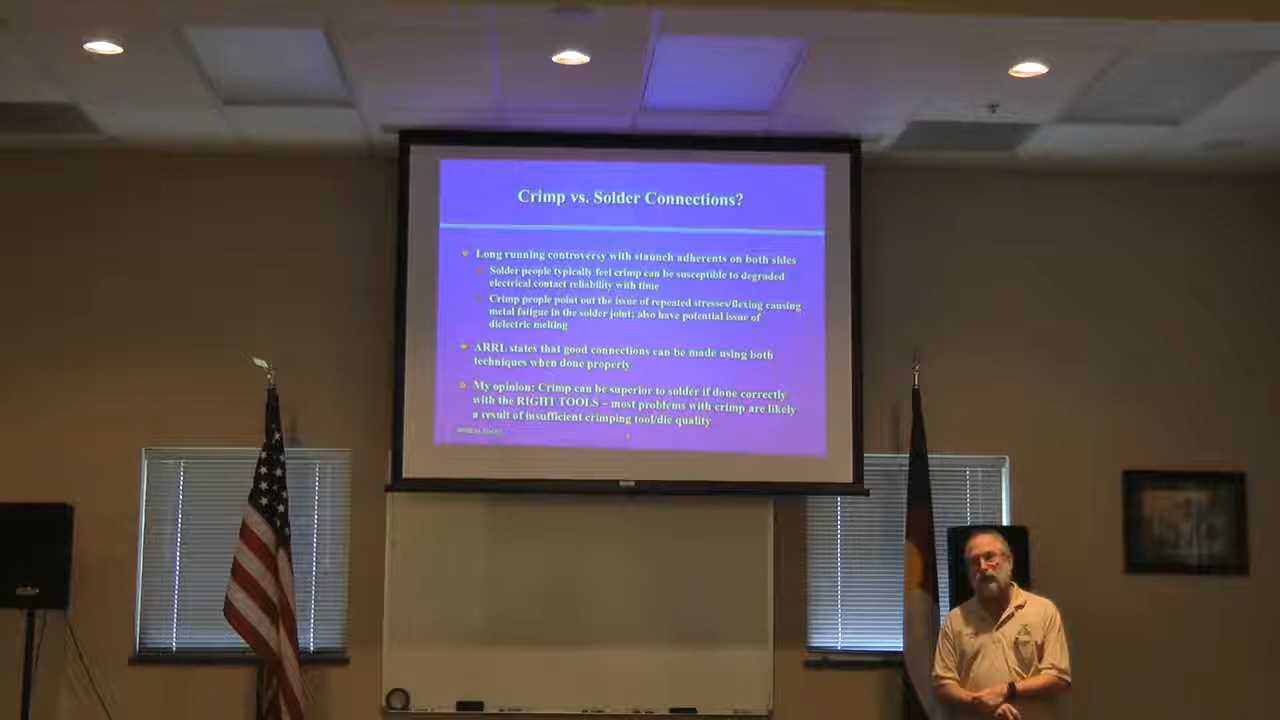 Crimp vs. Solder Connections?
Long running controversy with staunch adherents on both sides
Solder people typically feel crimp can be susceptible to degraded
electrical contact reliability with time
Crimp people point out the issue of repeated stresses/flexing causing
metal fatigue in the solder joint; also have potential issue of
dielectric melting
ARRL states that good connections can be made using both
techniques when done properly
My opinion: Crimp can be superior to solder if done correctly
with the RIGHT TOOLS – most problems with crimp are likely
a result of insufficient crimping tool/die quality